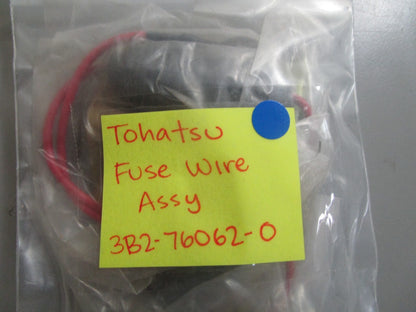 Tohatsu
Fuse Wire
Assy
3B2-76062-0